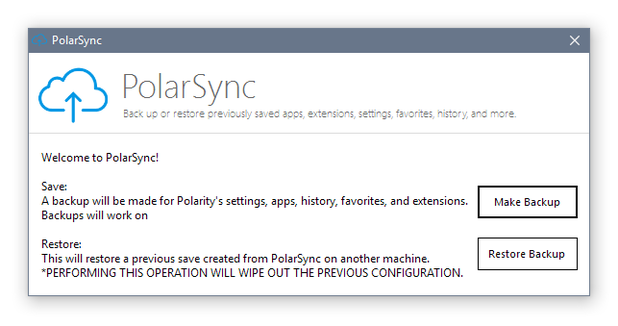 PolarSync
PolarSync
Back up or restore previously saved apps, extensions, settings, favorites, history, and more.
Welcome to PolarSync!
Save:
A backup will be made for Polarity's settings, apps, history, favorites, and extensions.
Backups will work on
Make Backup
Restore:
This will restore a previous save created from PolarSync on another machine.
*PERFORMING THIS OPERATION WILL WIPE OUT THE PREVIOUS CONFIGURATION.
Restore Backup